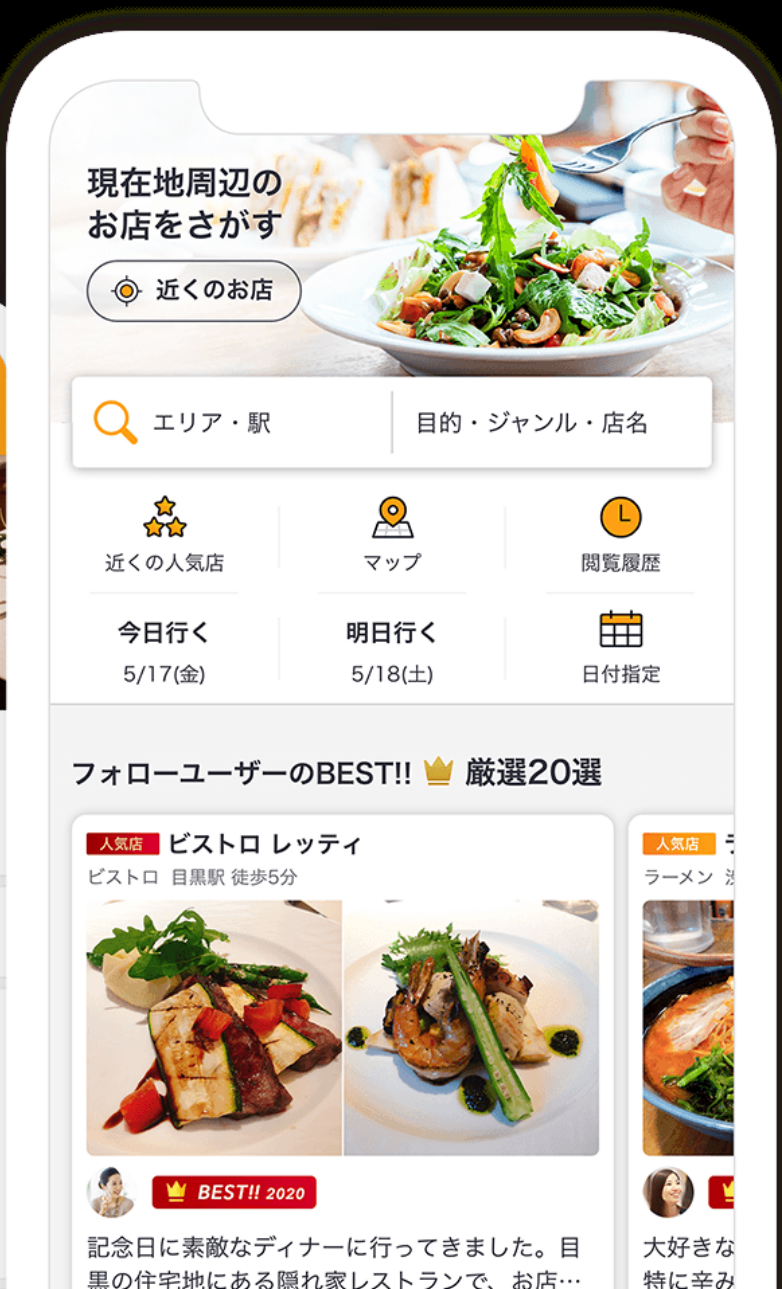 現在地周辺の
お店をさがす
近くのお店
エリア・駅
目的・ジャンル・店名
近くの人気店
マップ
閲覧履歴
今日行く
明日行く
5/17(金)
5/18(土)
日付指定
フォローユーザーのBEST!! 厳選20選
人気店 ビストロ レッティ
ビストロ 目黒駅 徒歩5分
BEST!! 2020
記念日に素敵なディナーに行ってきました。目
黒の住宅地にある隠れ家レストランで、お店…
人気店
ラーメン
大好きな
特に辛み